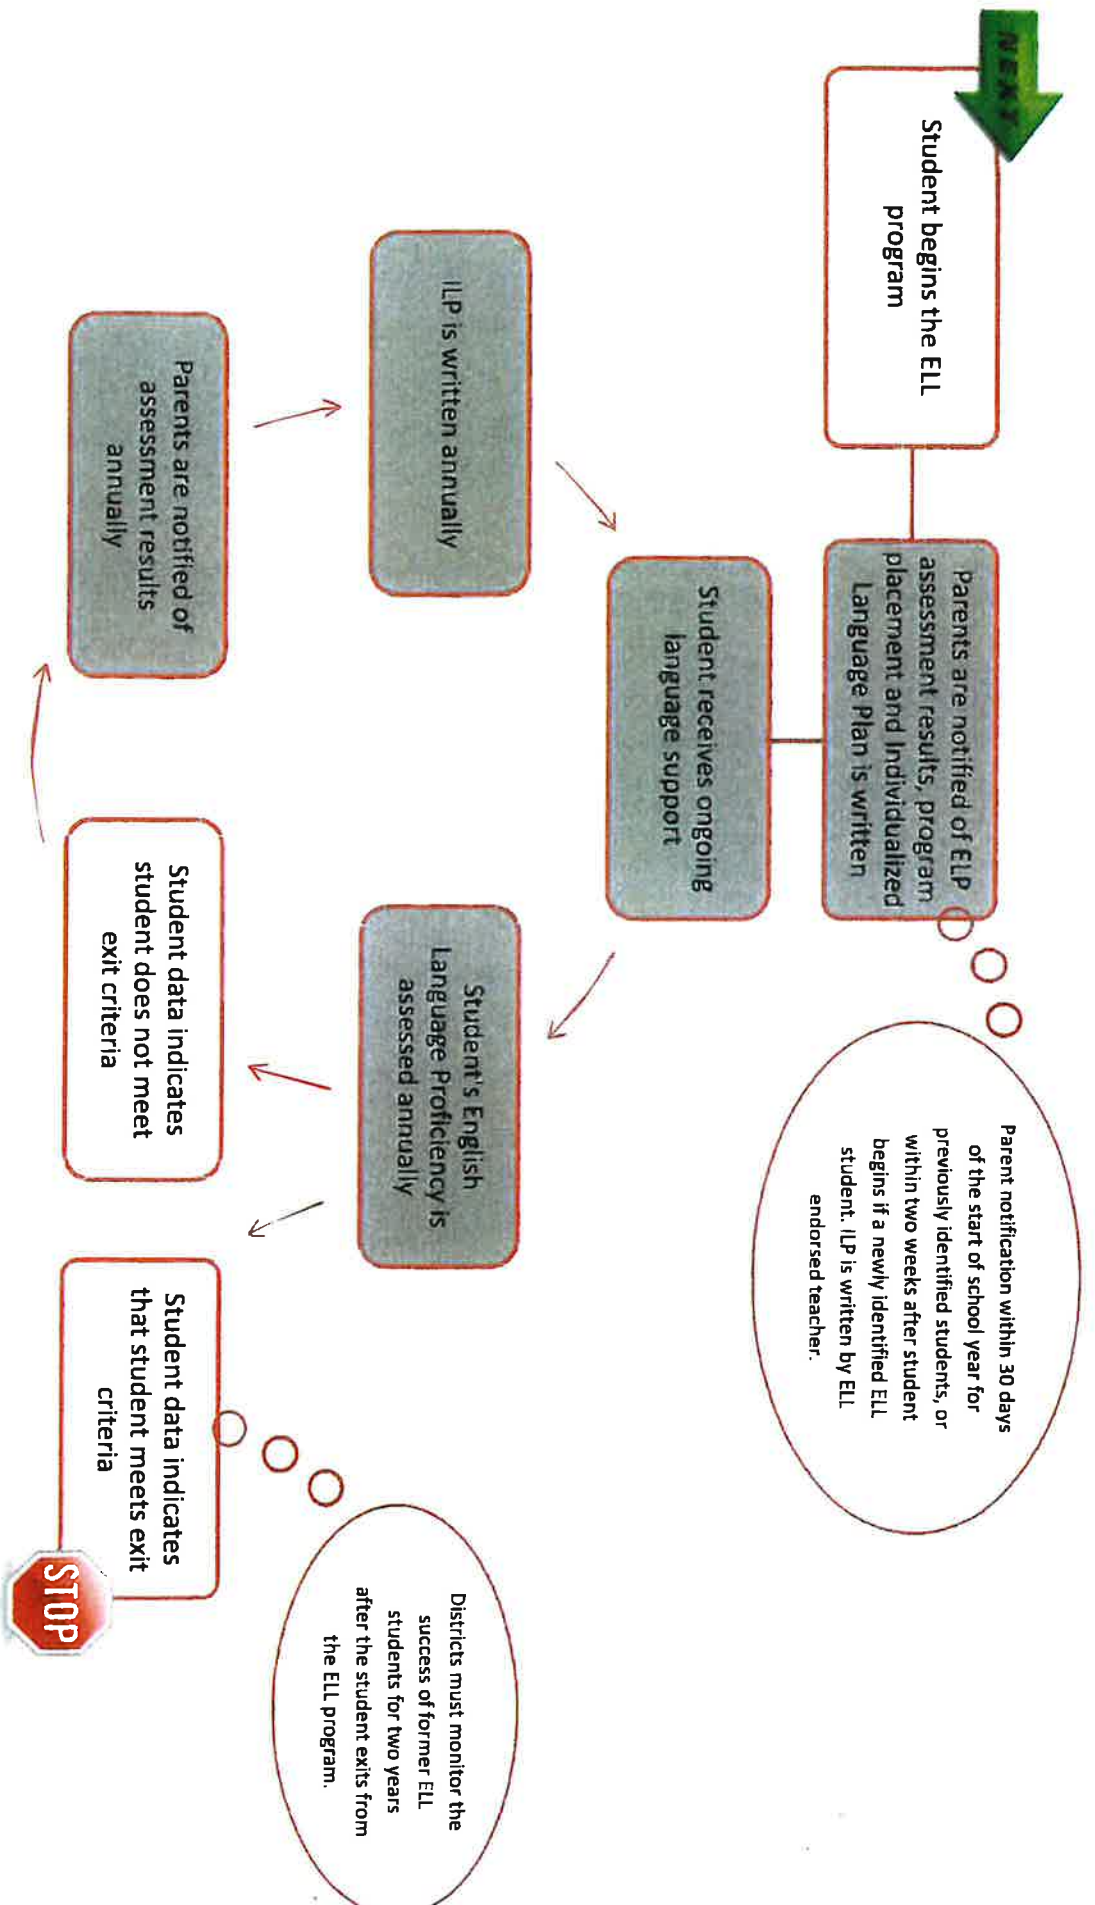 NEXT
Student begins the ELL
program
Parents are notified of ELP
assessment results, program
placement and Individualized
Language Plan is written
Parent notification within 30 days
of the start of school year for
previously identified students, or
within two weeks after student
begins if a newly identified ELL
student. ILP is written by ELL
endorsed teacher.
Student receives ongoing
language support
ILP is written annually
Student's English
Language Proficiency is
assessed annually
Parents are notified of
assessment results
annually
Student data indicates
student does not meet
exit criteria
Student data indicates
that student meets exit
criteria
STOP
Districts must monitor the
success of former ELL
students for two years
after the student exits from
the ELL program.